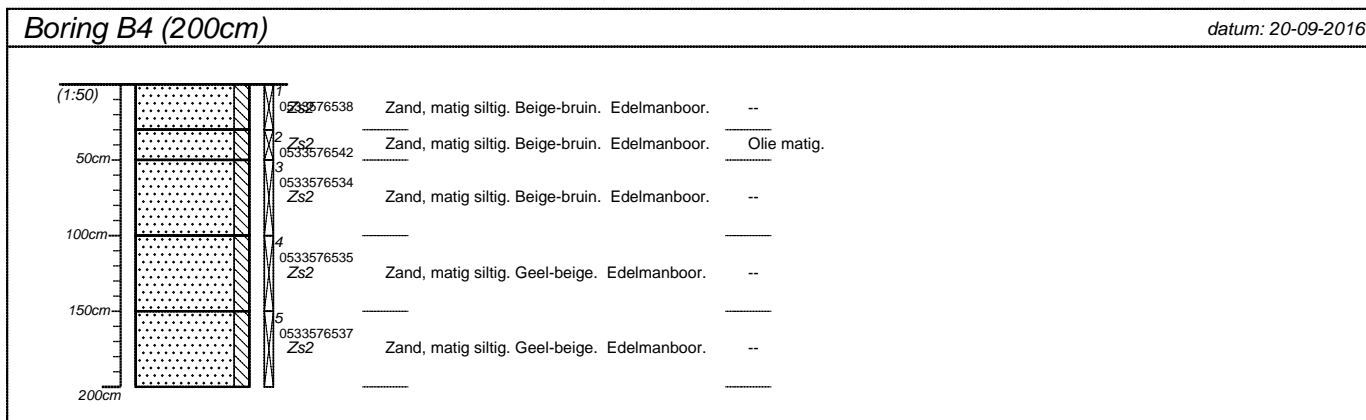 Boring B4 (200cm) datum: 20-09-2016
(1:50)
1
0533576538
Zs2 Zand, matig siltig. Beige-bruin. Edelmanboor. --
2
Zs2 Zand, matig siltig. Beige-bruin. Edelmanboor. Olie matig.
0533576542
50cm
3
0533576534
Zs2 Zand, matig siltig. Beige-bruin. Edelmanboor. --
100cm
4
0533576535
Zs2 Zand, matig siltig. Geel-beige. Edelmanboor. --
150cm
5
0533576537
Zs2 Zand, matig siltig. Geel-beige. Edelmanboor. --
200cm